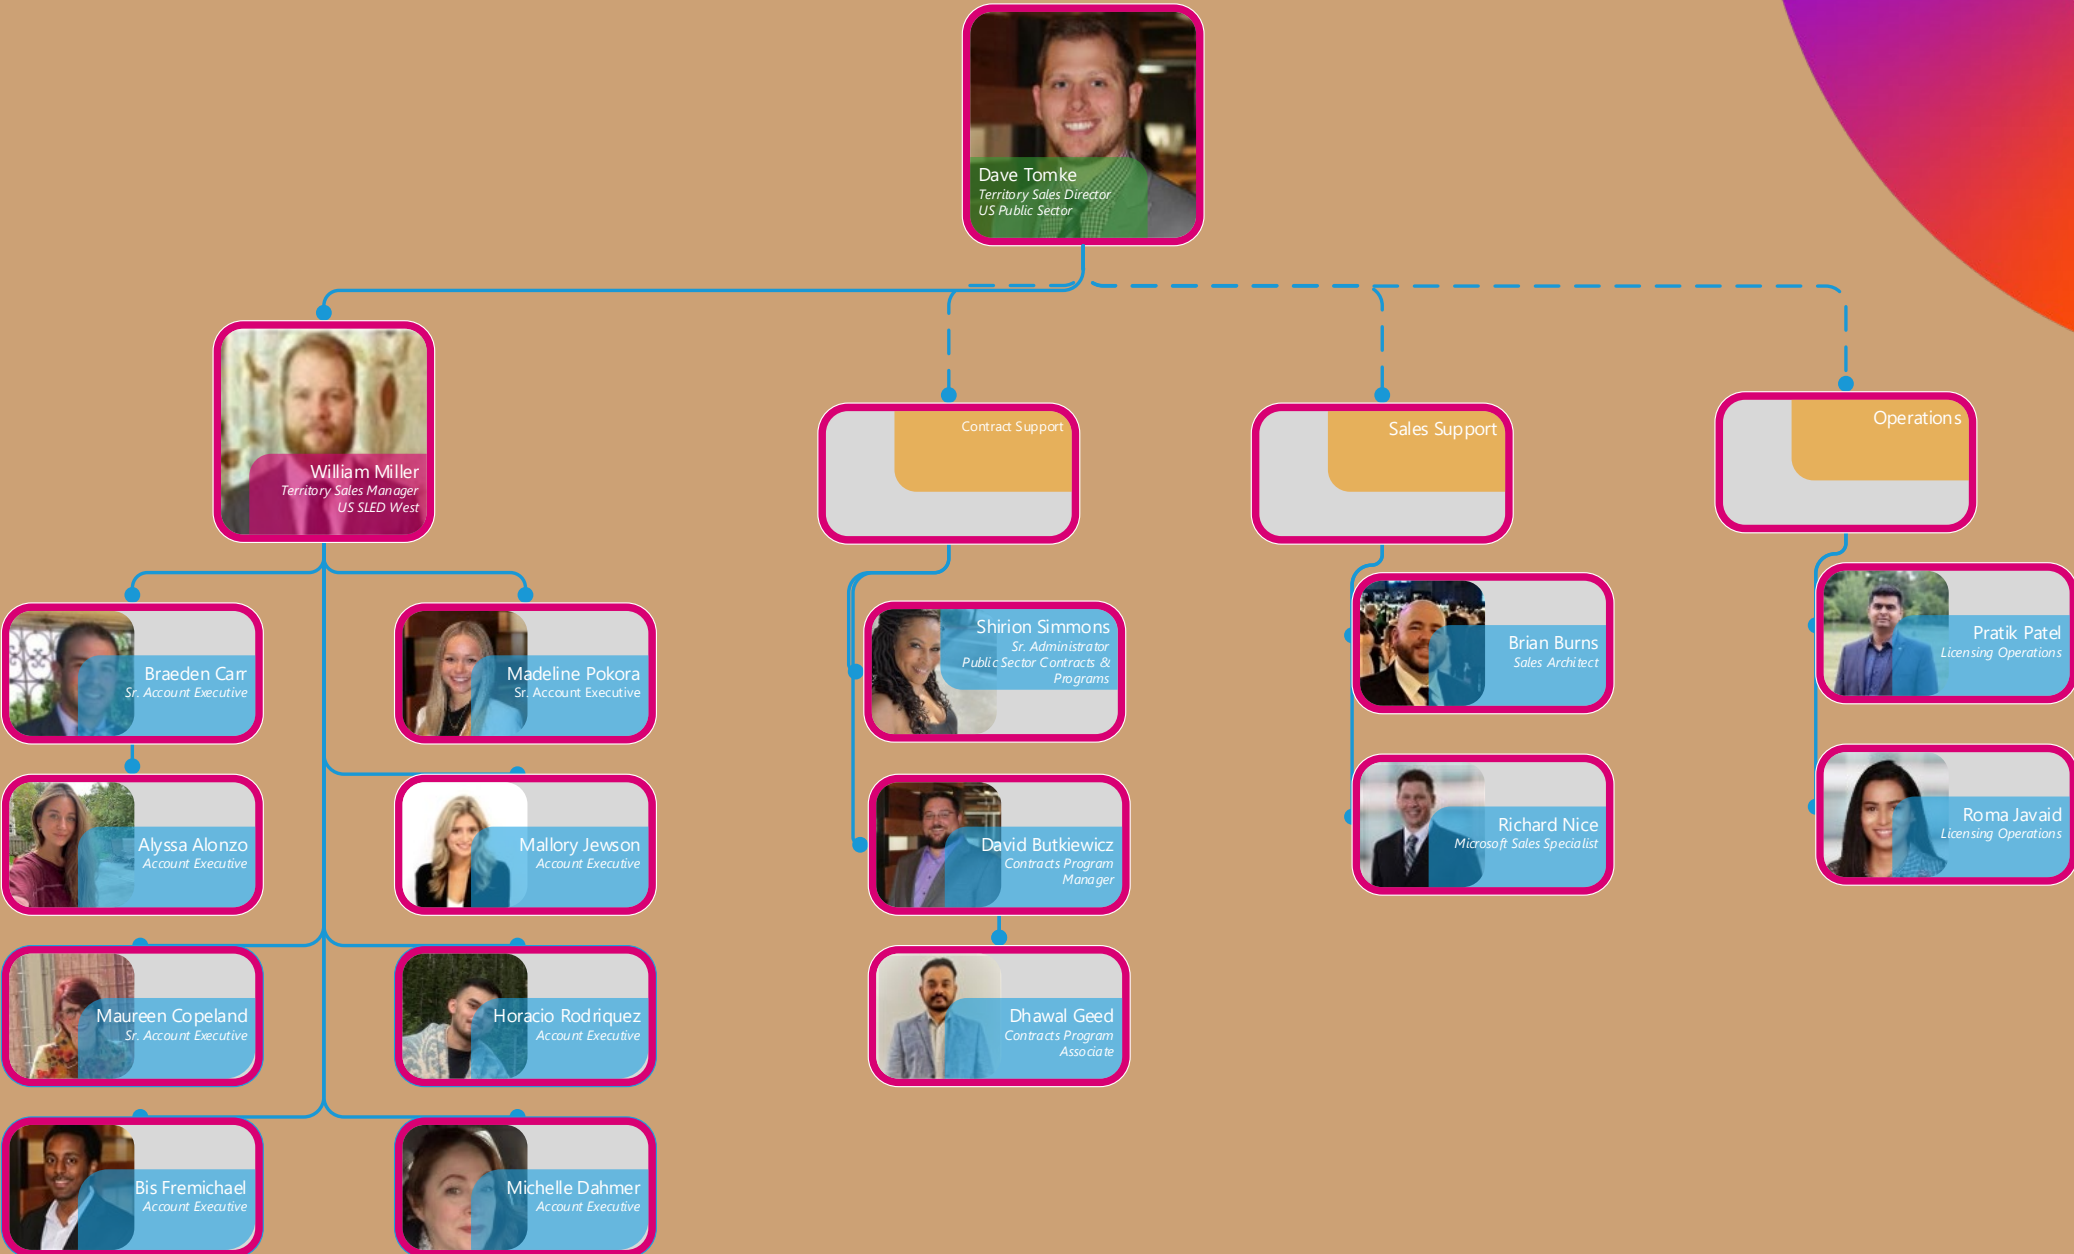 Dave Tomke
Territory Sales Director
US Public Sector
William Miller
Territory Sales Manager
US SLED West
Contract Support
Sales Support
Operations
Braeden Carr
Sr. Account Executive
Madeline Pokora
Sr. Account Executive
Alyssa Alonzo
Account Executive
Mallory Jewson
Account Executive
Maureen Copeland
Sr. Account Executive
Horacio Rodriquez
Account Executive
Bis Fremichael
Account Executive
Michelle Dahmer
Account Executive
Shirion Simmons
Sr. Administrator
Public Sector Contracts &
Programs
David Butkiewicz
Contracts Program
Manager
Dhawal Geed
Contracts Program
Associate
Brian Burns
Sales Architect
Richard Nice
Microsoft Sales Specialist
Pratik Patel
Licensing Operations
Roma Javaid
Licensing Operations